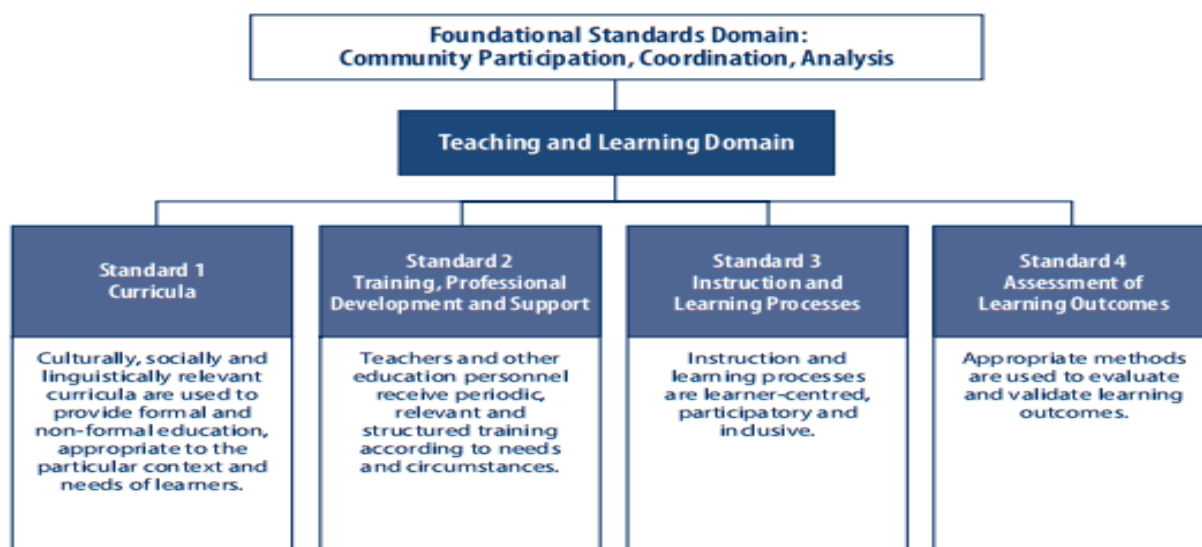 Foundational Standards Domain:
Community Participation, Coordination, Analysis
Teaching and Learning Domain
Standard 1
Curricula
Culturally, socially and
linguistically relevant
curricula are used to
provide formal and
non-formal education,
appropriate to the
particular context and
needs of learners.
Standard 2
Training, Professional
Development and Support
Teachers and other
education personnel
receive periodic,
relevant and
structured training
according to needs
and circumstances.
Standard 3
Instruction and
Learning Processes
Instruction and
learning processes
are learner-centred,
participatory and
inclusive.
Standard 4
Assessment of
Learning Outcomes
Appropriate methods
are used to evaluate
and validate learning
outcomes.